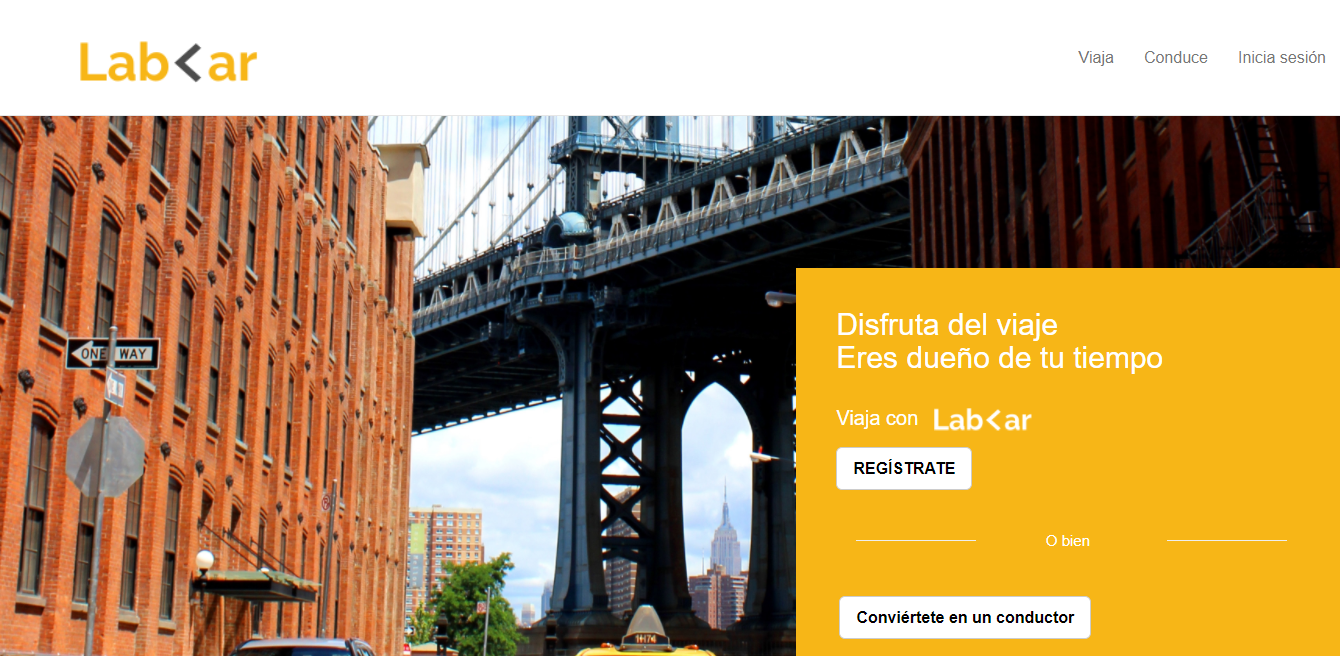 Lab<ar
Viaja
Conduce
Inicia sesión
ONE WAY
Disfruta del viaje
Eres dueño de tu tiempo
Viaja con Lab<ar
REGÍSTRATE
O bien
Conviértete en un conductor